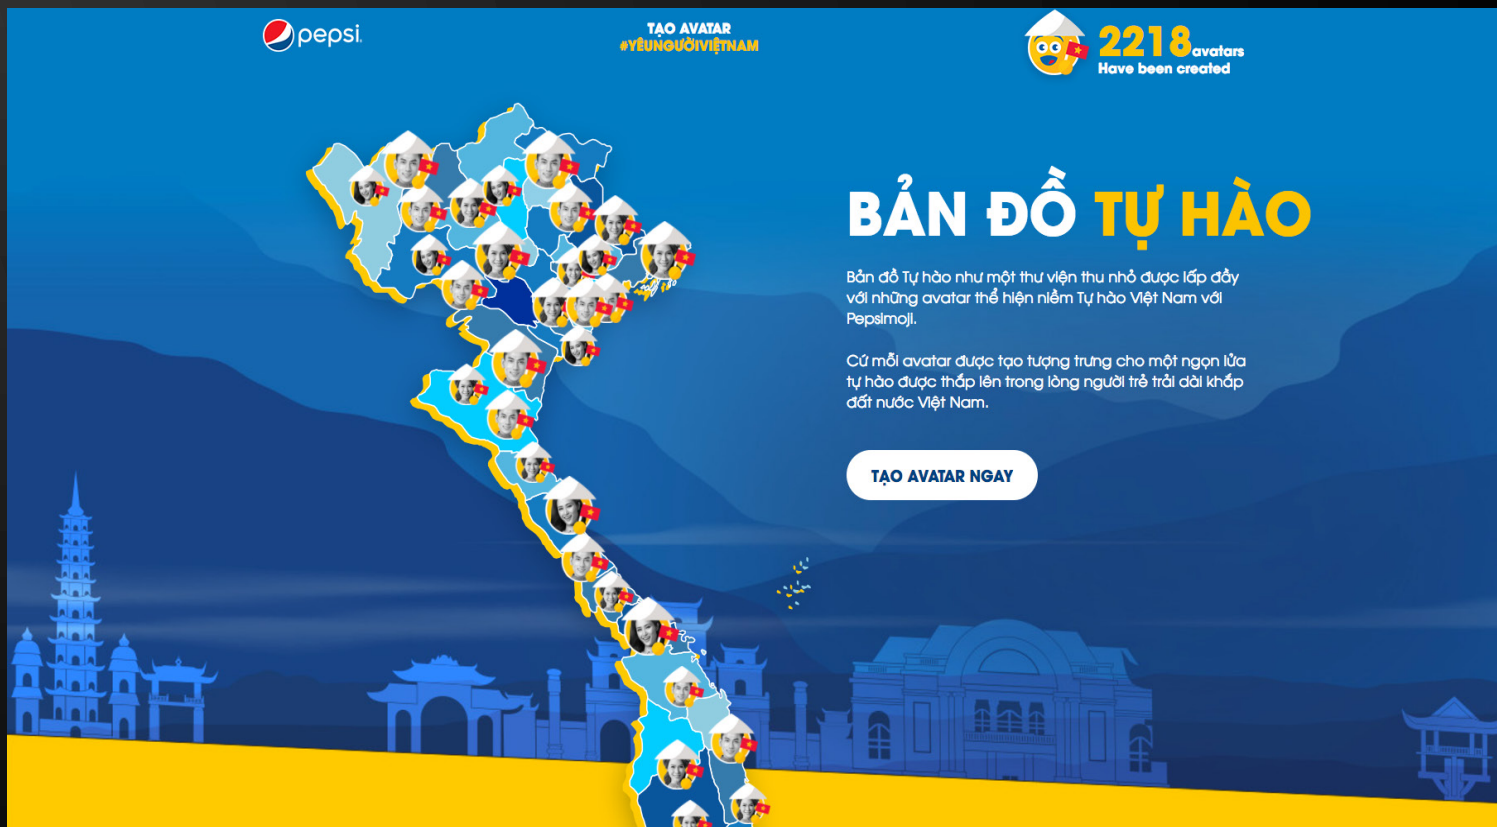 pepsi.
TẠO AVATAR
#YÊUNGƯỜIVIỆTNAM
2218 avatars
Have been created
BẢN ĐỒ TỰ HÀO
Bản đồ Tự hào như một thư viện thu nhỏ được lấp đầy
với những avatar thể hiện niềm Tự hào Việt Nam với
Pepsimoji.
Cứ mỗi avatar được tạo tượng trưng cho một ngọn lửa
tự hào được thắp lên trong lòng người trẻ trải dài khắp
đất nước Việt Nam.
TẠO AVATAR NGAY